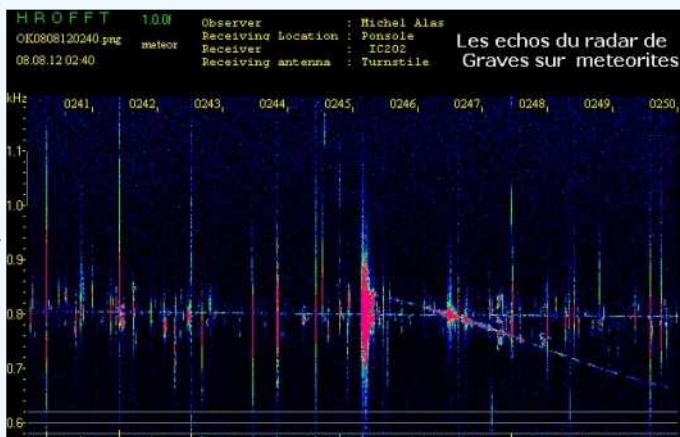 HROFFT 1.0.0f
OK0808120240.png meteor
08.08.12 02:40
Observer : Michel Alas
Receiving Location : Ponsole
Receiver : IC202
Receiving antenna : Turnstile
Les echos du radar de
Graves sur meteorites
kHz 0241 0242 0243 0244 0245 0246 0247 0248 0249 0250
1.1
1.0
0.9
0.8
0.7
0.6